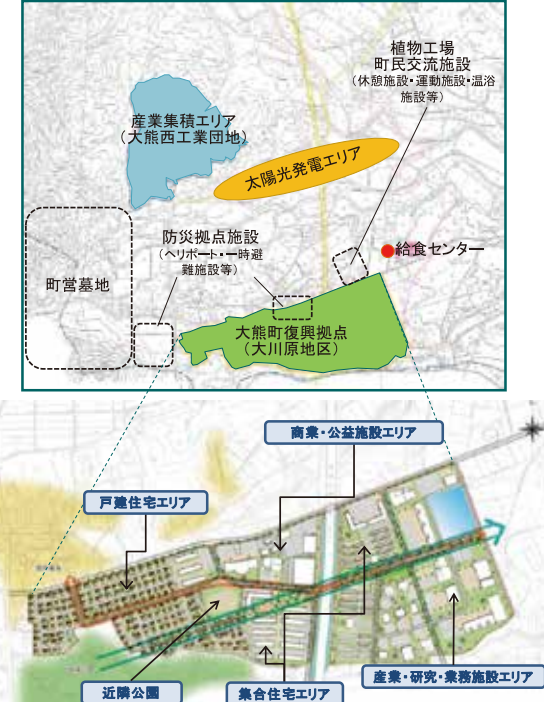 植物工場
町民交流施設
(休憩施設・運動施設・温浴
施設等)
産業集積エリア
(大熊西工業団地)
太陽光発電エリア
防災拠点施設
(ヘリポート・一時避
難施設等)
給食センター
町営墓地
大熊町復興拠点
(大川原地区)
商業・公益施設エリア
戸建住宅エリア
産業・研究・業務施設エリア
近隣公園
集合住宅エリア